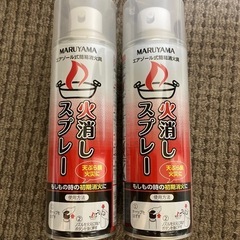 MARUYAMA
エアゾール式簡易消火具
火消し
スプレー
天ぷら油
火災に
もしもの時の初期消火に
使用方法
MARUYAMA
エアゾール式簡易消火具
火消し
スプレー
天ぷら油
火災に
もしもの時の初期消火に
使用方法